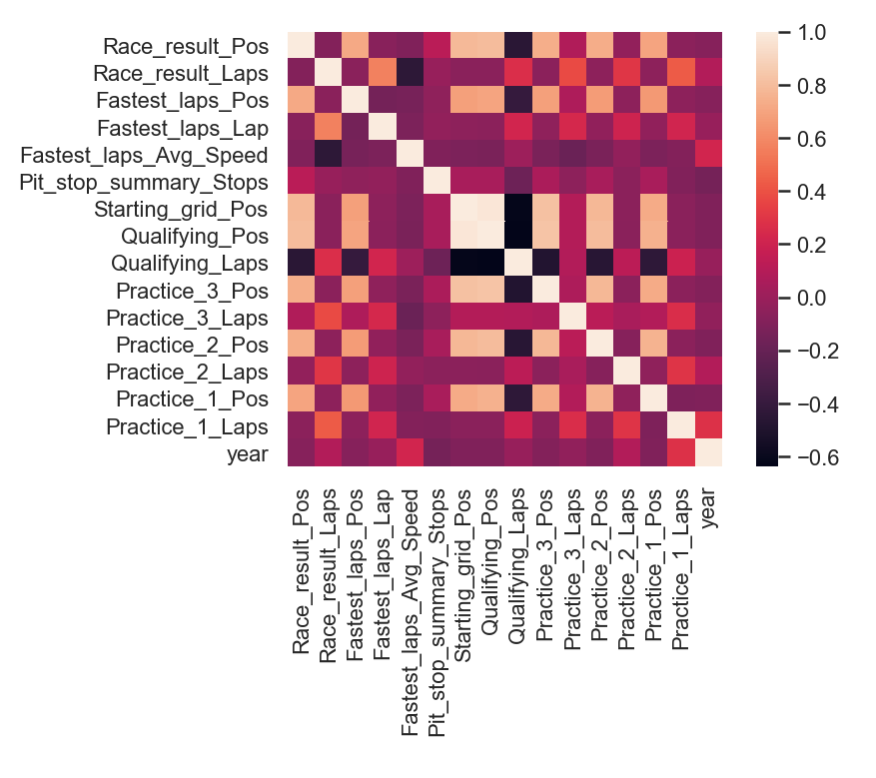 Race_result_Pos
Race_result_Laps
Fastest_laps_Pos
Fastest_laps_Lap
Fastest_laps_Avg_Speed
Pit_stop_summary_Stops
Starting_grid_Pos
Qualifying_Pos
Qualifying_Laps
Practice_3_Pos
Practice_3_Laps
Practice_2_Pos
Practice_2_Laps
Practice_1_Pos
Practice_1_Laps
year
Race_result_Pos
Race_result_Laps
Fastest_laps_Pos
Fastest_laps_Lap
Fastest_laps_Avg_Speed
Pit_stop_summary_Stops
Starting_grid_Pos
Qualifying_Pos
Qualifying_Laps
Practice_3_Pos
Practice_3_Laps
Practice_2_Pos
Practice_2_Laps
Practice_1_Pos
Practice_1_Laps
year
1.0
0.8
0.6
0.4
0.2
0.0
−0.2
−0.4
−0.6